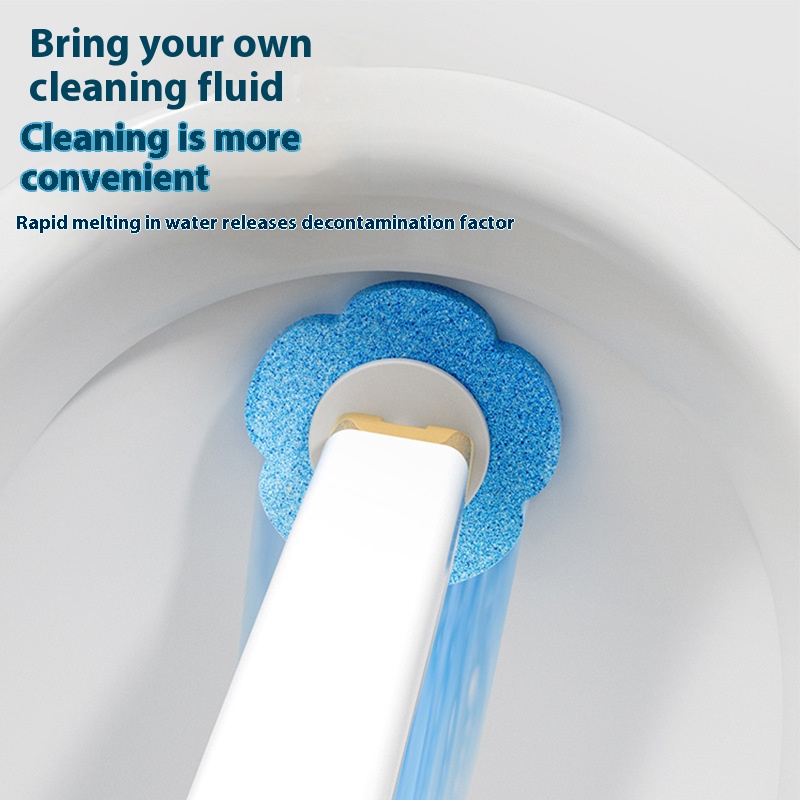 Bring your own
cleaning fluid
Cleaning is more
convenient
Rapid melting in water releases decontamination factor